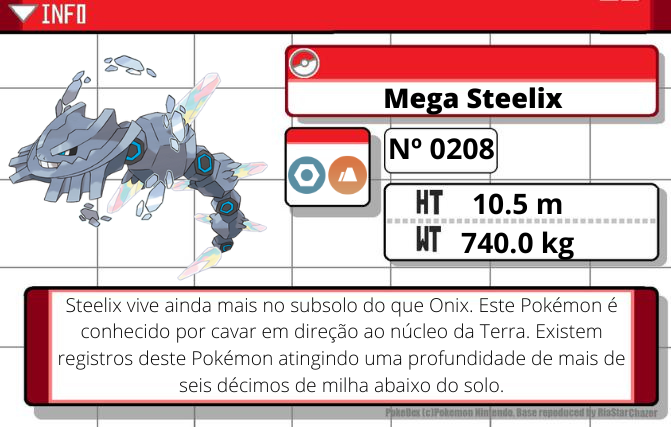 INFO
Mega Steelix
Nº 0208
HT 10.5 m
WT 740.0 kg
Steelix vive ainda mais no subsolo do que Onix. Este Pokémon é
conhecido por cavar em direção ao núcleo da Terra. Existem
registros deste Pokémon atingindo uma profundidade de mais de
seis décimos de milha abaixo do solo.
PokeDex (c)Pokemon Nintendo. Base reproduced by RiaStarChazer